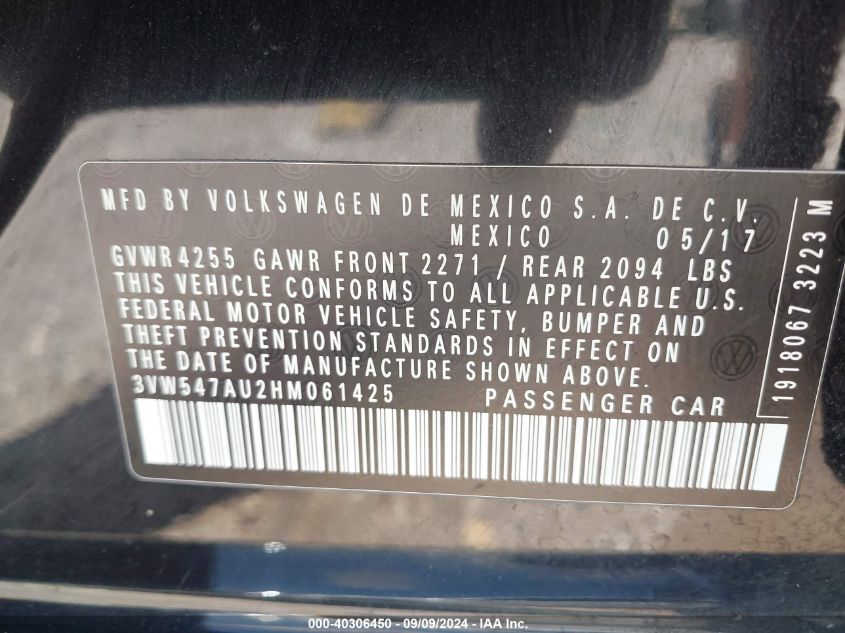 MFD BY VOLKSWAGEN DE MEXICO S.A. DE C.V.
MEXICO 05/17
GVWR4255 GAWR FRONT 2271 / REAR 2094 LBS
THIS VEHICLE CONFORMS TO ALL APPLICABLE U.S.
FEDERAL MOTOR VEHICLE SAFETY, BUMPER AND
THEFT PREVENTION STANDARDS IN EFFECT ON
THE DATE OF MANUFACTURE SHOWN ABOVE.
3VW547AU2HM061425 PASSENGER CAR
1918067 3223 M
000-40306450 - 09/09/2024 - IAA Inc.